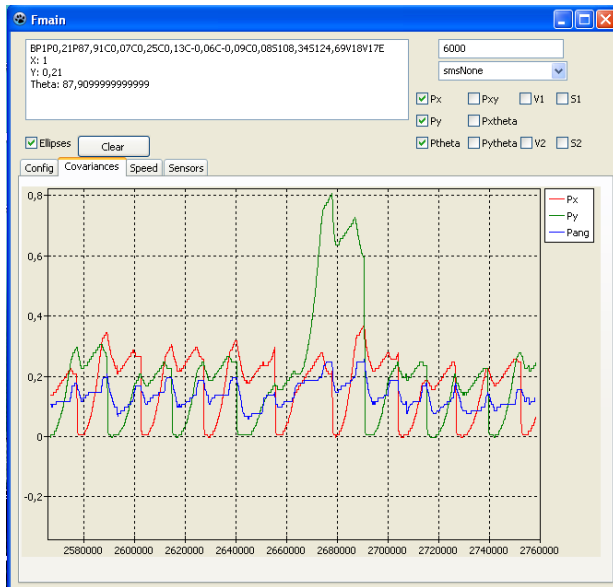 Fmain
BP1P0,21P87,91C0,07C0,25C0,13C-0,06C-0,09C0,08S108,34S124,69V18V17E
X: 1
Y: 0,21
Theta: 87,9099999999999
6000
smsNone
Px Pxy V1 S1
Py Pxtheta
Ptheta Pytheta V2 S2
Ellipses Clear
Config Covariances Speed Sensors
0,8
0,6
0,4
0,2
0
-0,2
2580000 2600000 2620000 2640000 2660000 2680000 2700000 2720000 2740000 2760000
Px
Py
Pang